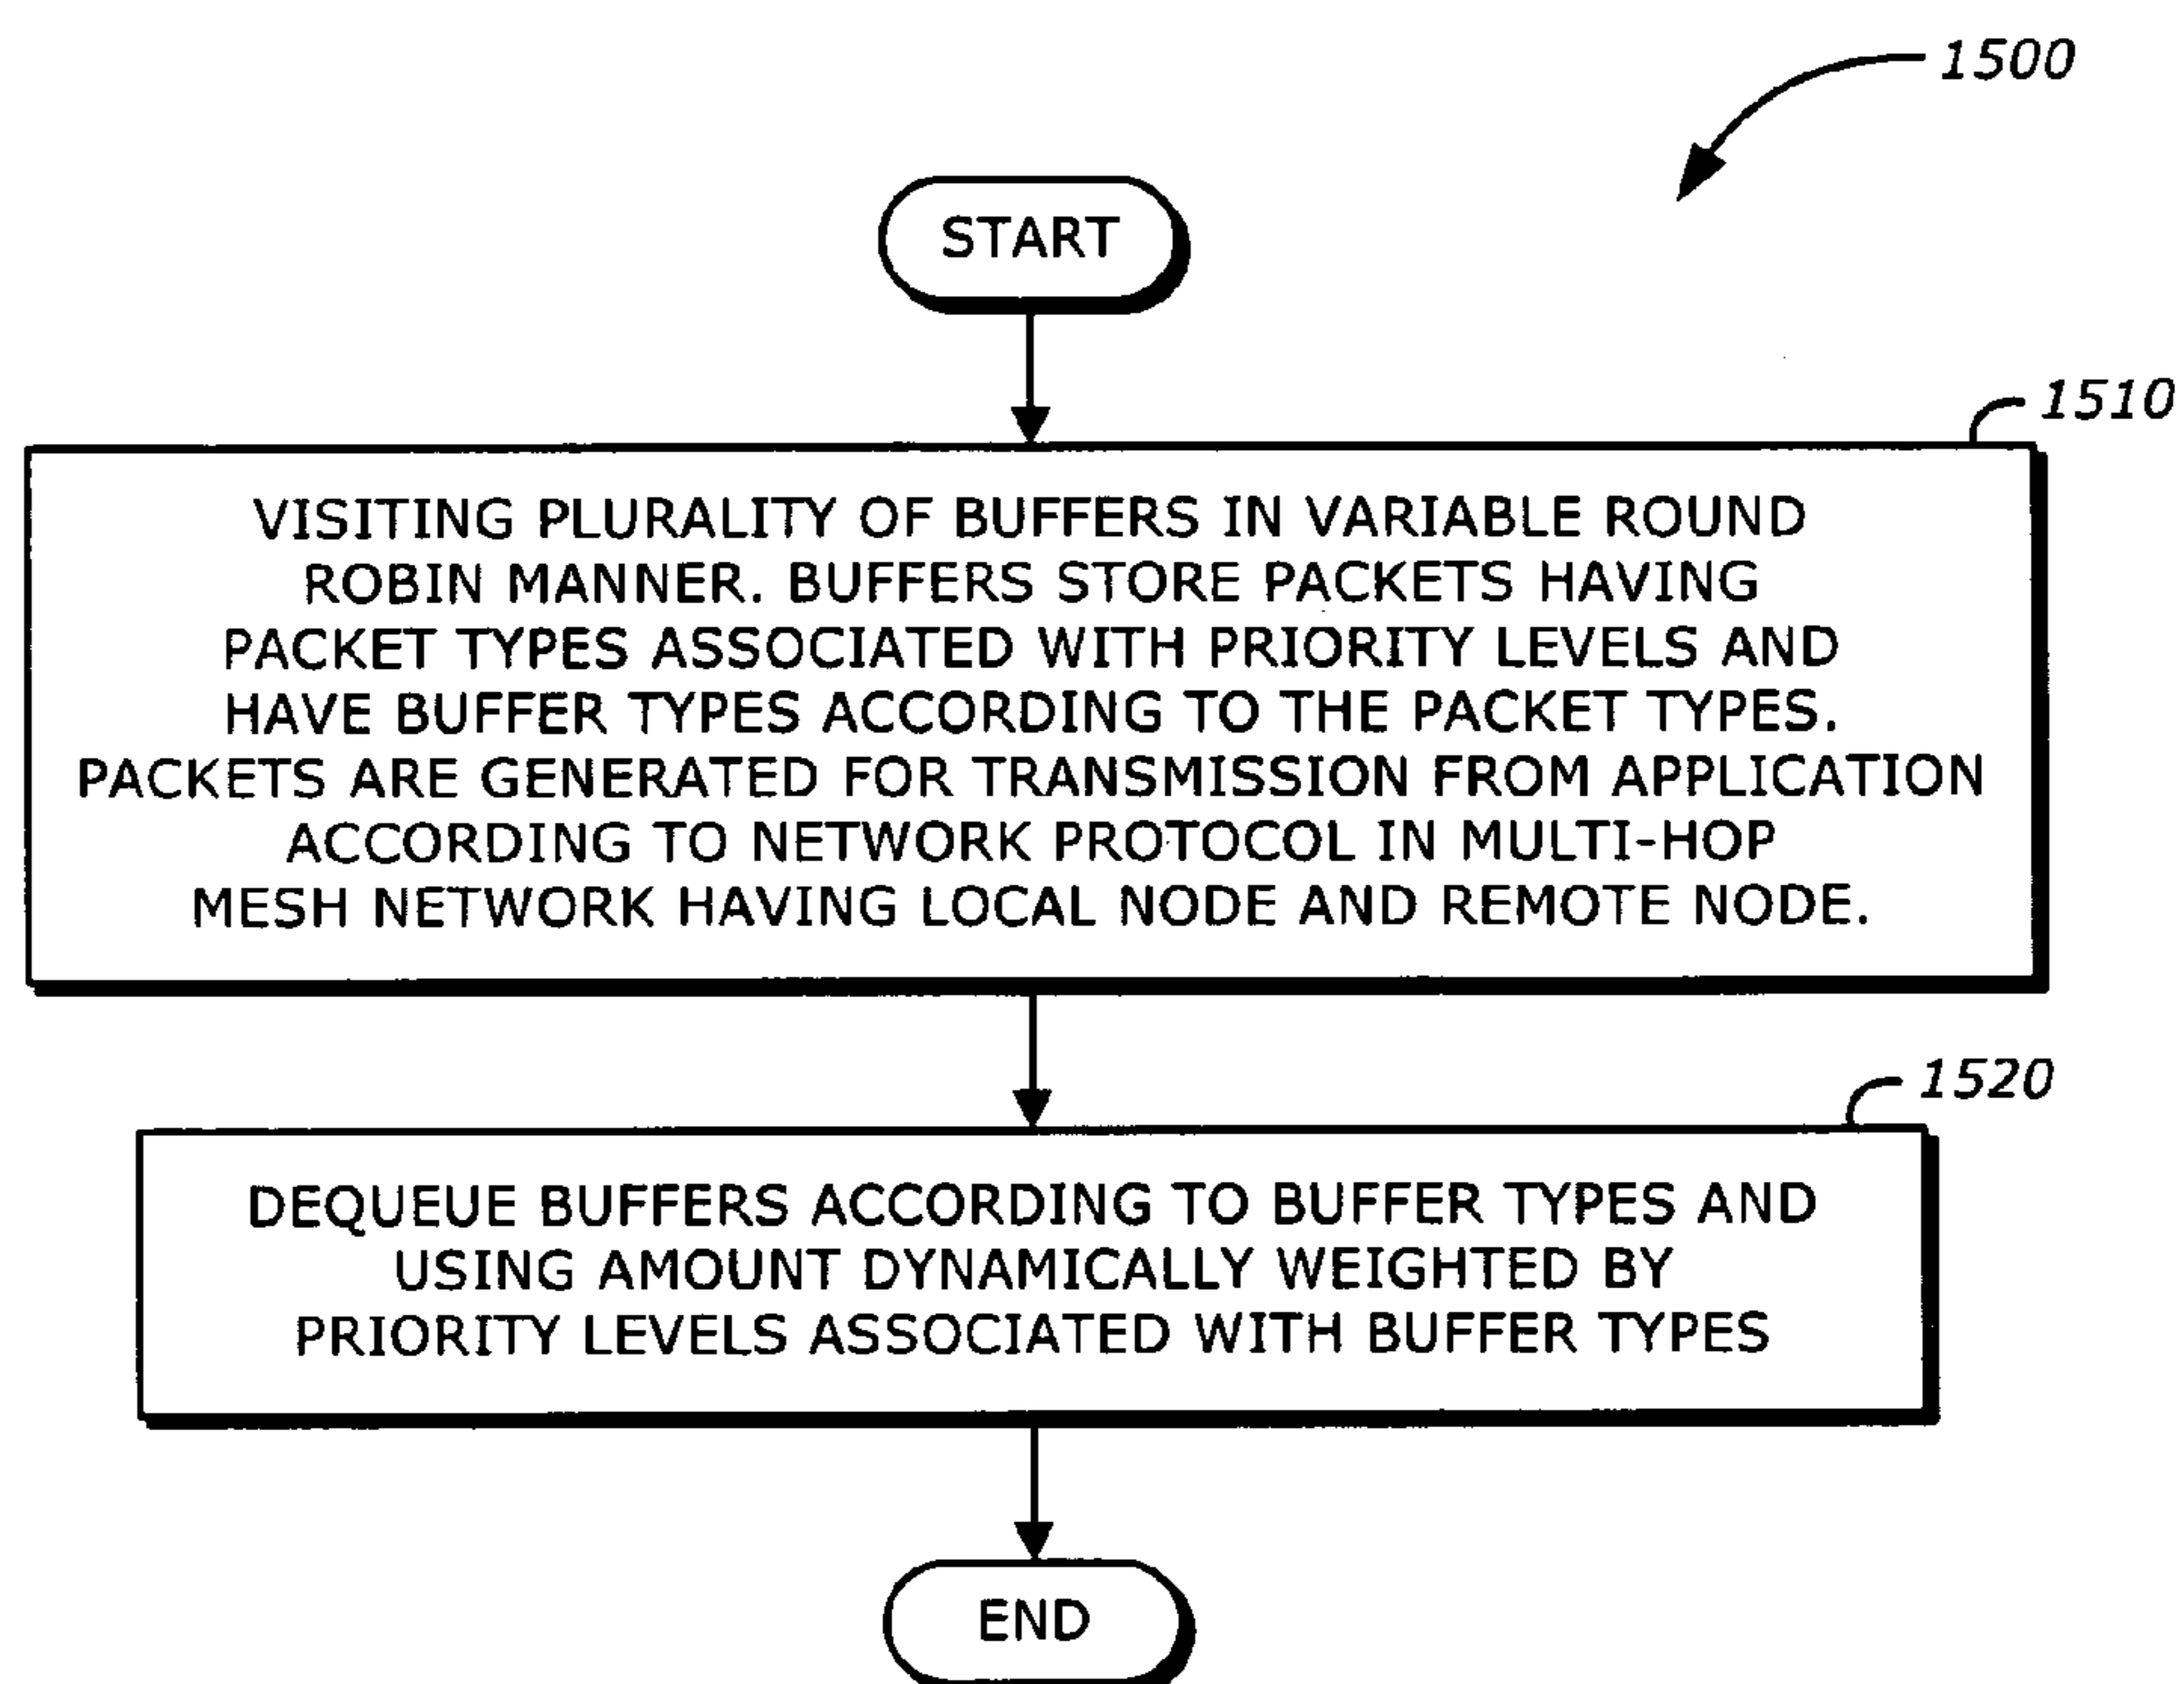 1500
START
1510
VISITING PLURALITY OF BUFFERS IN VARIABLE ROUND
ROBIN MANNER. BUFFERS STORE PACKETS HAVING
PACKET TYPES ASSOCIATED WITH PRIORITY LEVELS AND
HAVE BUFFER TYPES ACCORDING TO THE PACKET TYPES.
PACKETS ARE GENERATED FOR TRANSMISSION FROM APPLICATION
ACCORDING TO NETWORK PROTOCOL IN MULTI-HOP
MESH NETWORK HAVING LOCAL NODE AND REMOTE NODE.
1520
DEQUEUE BUFFERS ACCORDING TO BUFFER TYPES AND
USING AMOUNT DYNAMICALLY WEIGHTED BY
PRIORITY LEVELS ASSOCIATED WITH BUFFER TYPES
END